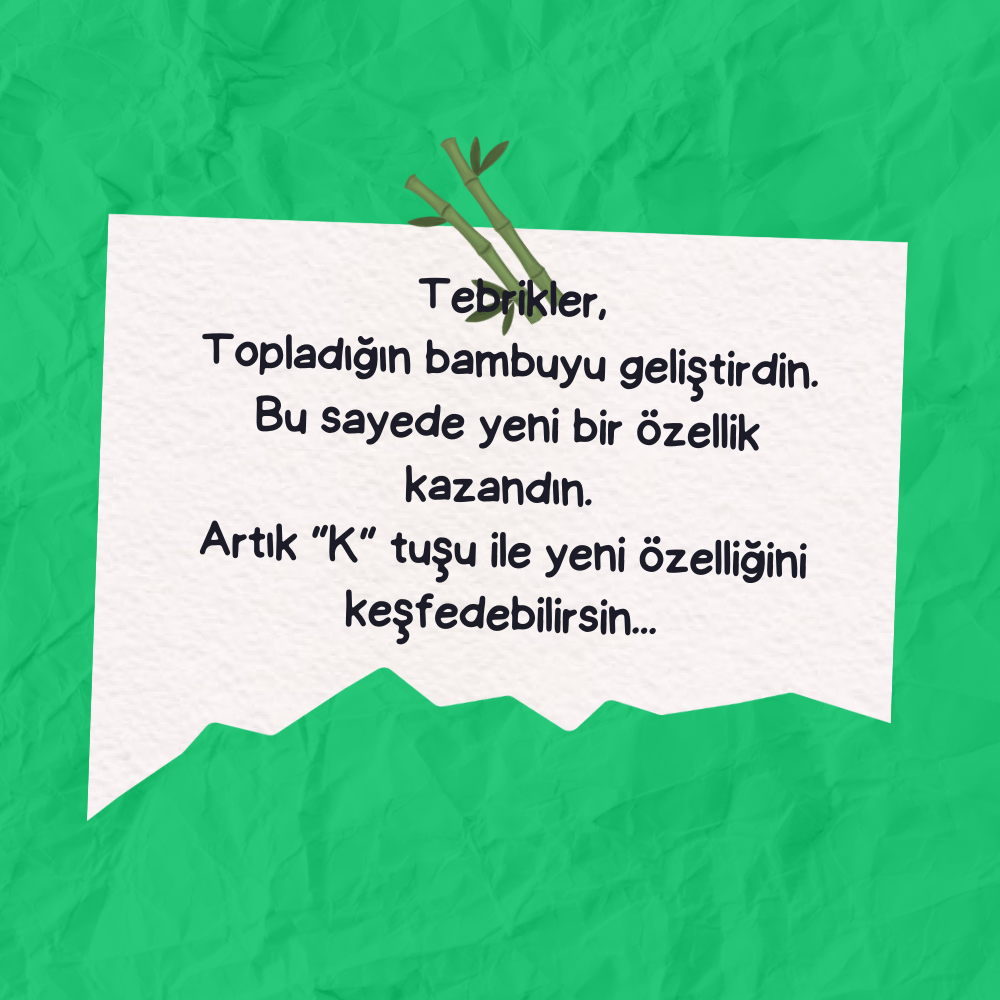 Tebrikler,
Topladığın bambuyu geliştirdin.
Bu sayede yeni bir özellik
kazandın.
Artık "K" tuşu ile yeni özelliğini
keşfedebilirsin...